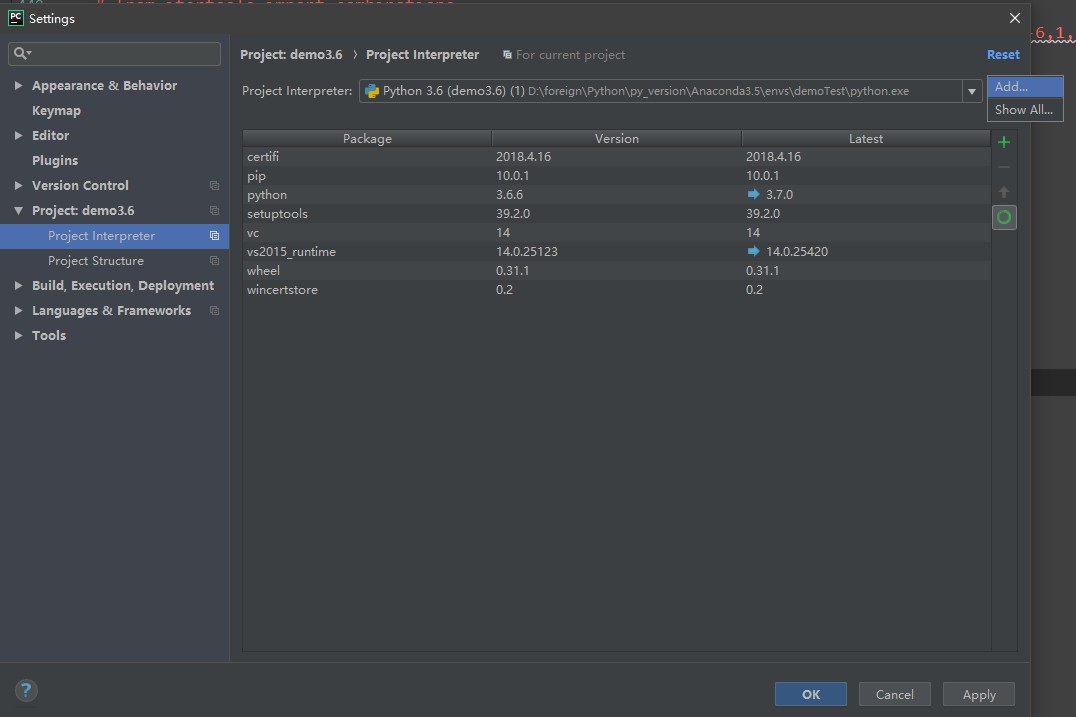 Settings
6,1,
Project: demo3.6 › Project Interpreter For current project Reset
Project Interpreter: Python 3.6 (demo3.6) (1) D:\foreign\Python\py_version\Anaconda3.5\envs\demoTest\python.exe
Add...
Show All...
Appearance & Behavior
Keymap
Editor
Plugins
Version Control
Project: demo3.6
Project Interpreter
Project Structure
Build, Execution, Deployment
Languages & Frameworks
Tools
Package Version Latest
certifi 2018.4.16 2018.4.16
pip 10.0.1 10.0.1
python 3.6.6 3.7.0
setuptools 39.2.0 39.2.0
vc 14 14
vs2015_runtime 14.0.25123 14.0.25420
wheel 0.31.1 0.31.1
wincertstore 0.2 0.2
?
OK Cancel Apply